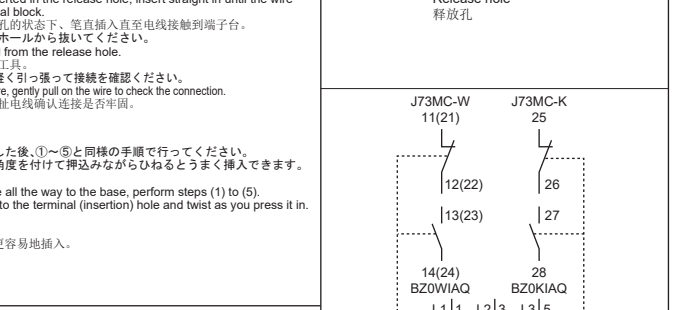 inserted in the release hole, insert straight in until the wire
al block.
孔的状态下、笔直插入直至电线接触到端子台。
ホールから抜いてください。
from the release hole.
工具。
軽く引っ張って接続を確認ください。
re, gently pull on the wire to check the connection.
扯电线确认连接是否牢固。
した後、①～⑤と同様の手順で行ってください。
角度を付けて押込みながらひねるとうまく挿入できます。
all the way to the base, perform steps (1) to (5).
to the terminal (insertion) hole and twist as you press it in.
更容易地插入。
Release hole
释放孔
J73MC-W J73MC-K
11(21) 25
12(22) 26
13(23) 27
14(24) 28
BZ0WIAQ BZ0KIAQ
L1 1 L2 3 L3 5